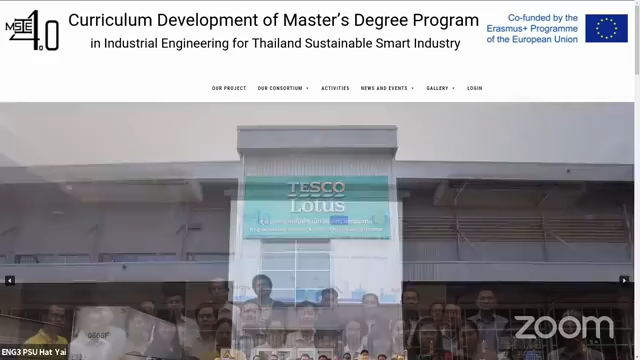 MSIE 4.0
Curriculum Development of Master's Degree Program
in Industrial Engineering for Thailand Sustainable Smart Industry
Co-funded by the
Erasmus+ Programme
of the European Union
OUR PROJECT OUR CONSORTIUM ACTIVITIES NEWS AND EVENTS GALLERY LOGIN
TESCO
Lotus
ENG3 PSU Hat Yai
zoom